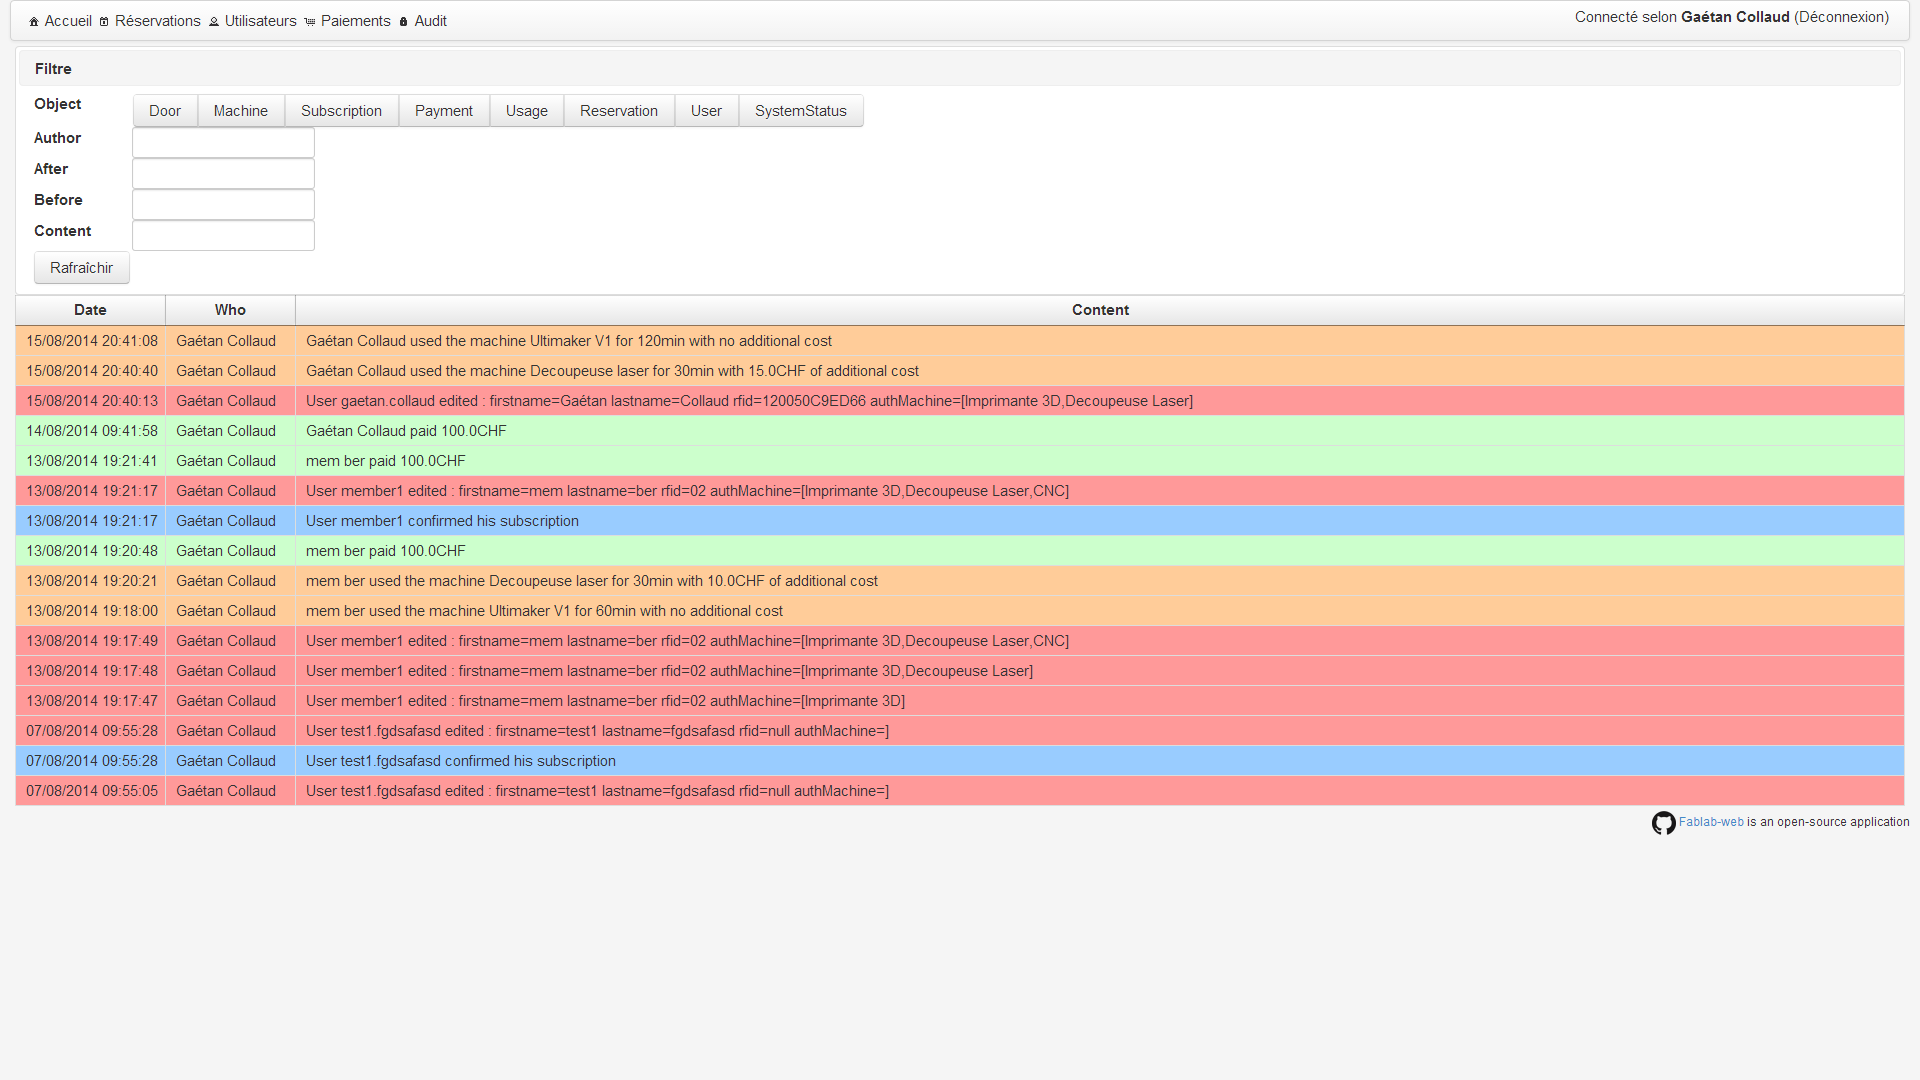 Accueil Réservations Utilisateurs Paiements Audit
Connecté selon Gaétan Collaud (Déconnexion)
Filtre
Object Door Machine Subscription Payment Usage Reservation User SystemStatus
Author
After
Before
Content
Rafraîchir
Date Who Content
15/08/2014 20:41:08 Gaétan Collaud Gaétan Collaud used the machine Ultimaker V1 for 120min with no additional cost
15/08/2014 20:40:40 Gaétan Collaud Gaétan Collaud used the machine Decoupeuse laser for 30min with 15.0CHF of additional cost
15/08/2014 20:40:13 Gaétan Collaud User gaetan.collaud edited : firstname=Gaétan lastname=Collaud rfid=120050C9ED66 authMachine=[Imprimante 3D,Decoupeuse Laser]
14/08/2014 09:41:58 Gaétan Collaud Gaétan Collaud paid 100.0CHF
13/08/2014 19:21:41 Gaétan Collaud mem ber paid 100.0CHF
13/08/2014 19:21:17 Gaétan Collaud User member1 edited : firstname=mem lastname=ber rfid=02 authMachine=[Imprimante 3D,Decoupeuse Laser,CNC]
13/08/2014 19:21:17 Gaétan Collaud User member1 confirmed his subscription
13/08/2014 19:20:48 Gaétan Collaud mem ber paid 100.0CHF
13/08/2014 19:20:21 Gaétan Collaud mem ber used the machine Decoupeuse laser for 30min with 10.0CHF of additional cost
13/08/2014 19:18:00 Gaétan Collaud mem ber used the machine Ultimaker V1 for 60min with no additional cost
13/08/2014 19:17:49 Gaétan Collaud User member1 edited : firstname=mem lastname=ber rfid=02 authMachine=[Imprimante 3D,Decoupeuse Laser,CNC]
13/08/2014 19:17:48 Gaétan Collaud User member1 edited : firstname=mem lastname=ber rfid=02 authMachine=[Imprimante 3D,Decoupeuse Laser]
13/08/2014 19:17:47 Gaétan Collaud User member1 edited : firstname=mem lastname=ber rfid=02 authMachine=[Imprimante 3D]
07/08/2014 09:55:28 Gaétan Collaud User test1.fgdsafasd edited : firstname=test1 lastname=fgdsafasd rfid=null authMachine=]
07/08/2014 09:55:28 Gaétan Collaud User test1.fgdsafasd confirmed his subscription
07/08/2014 09:55:05 Gaétan Collaud User test1.fgdsafasd edited : firstname=test1 lastname=fgdsafasd rfid=null authMachine=]
Fablab-web is an open-source application